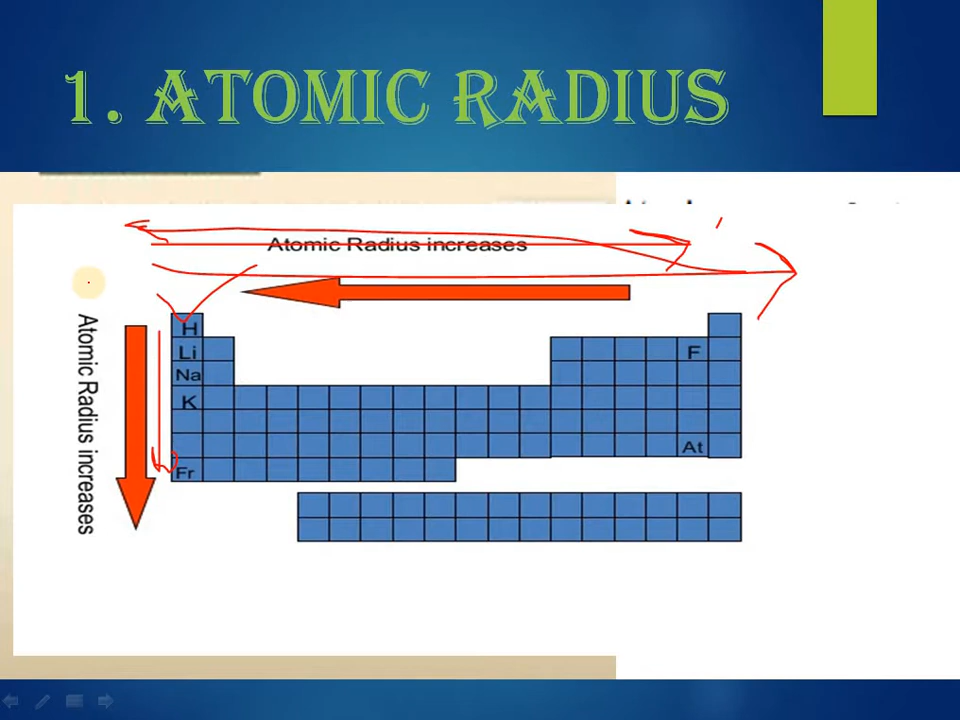 1. ATOMIC RADIUS
Atomic Radius increases
Atomic Radius increases
H
Li F
Na
K
At
Fr